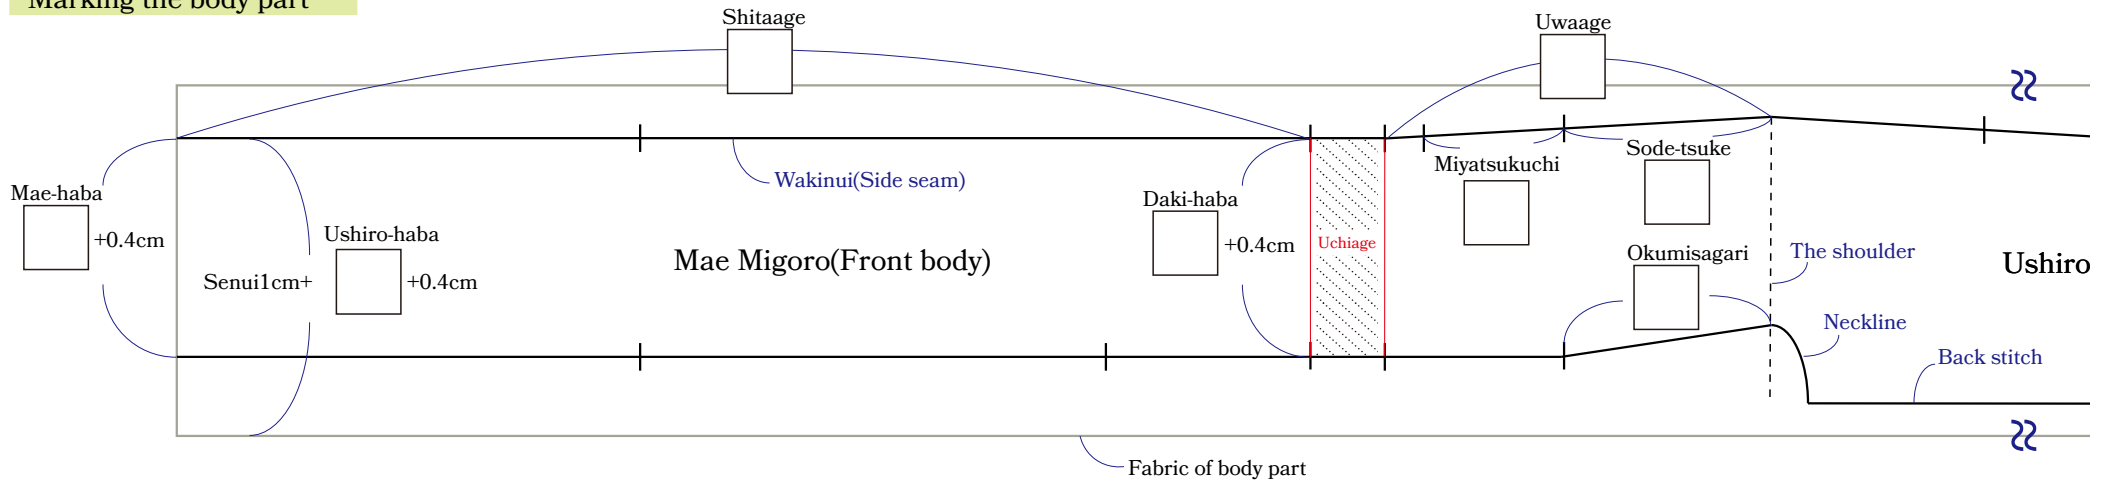 Marking the body part
Shitaage
Uwaage
Mae-haba
+0.4cm
Senui1cm+
Ushiro-haba
+0.4cm
Wakinui(Side seam)
Mae Migoro(Front body)
Daki-haba
+0.4cm
Uchiage
Miyatsukuchi
Sode-tsuke
Okumisagari
The shoulder
Neckline
Back stitch
Ushiro
Fabric of body part